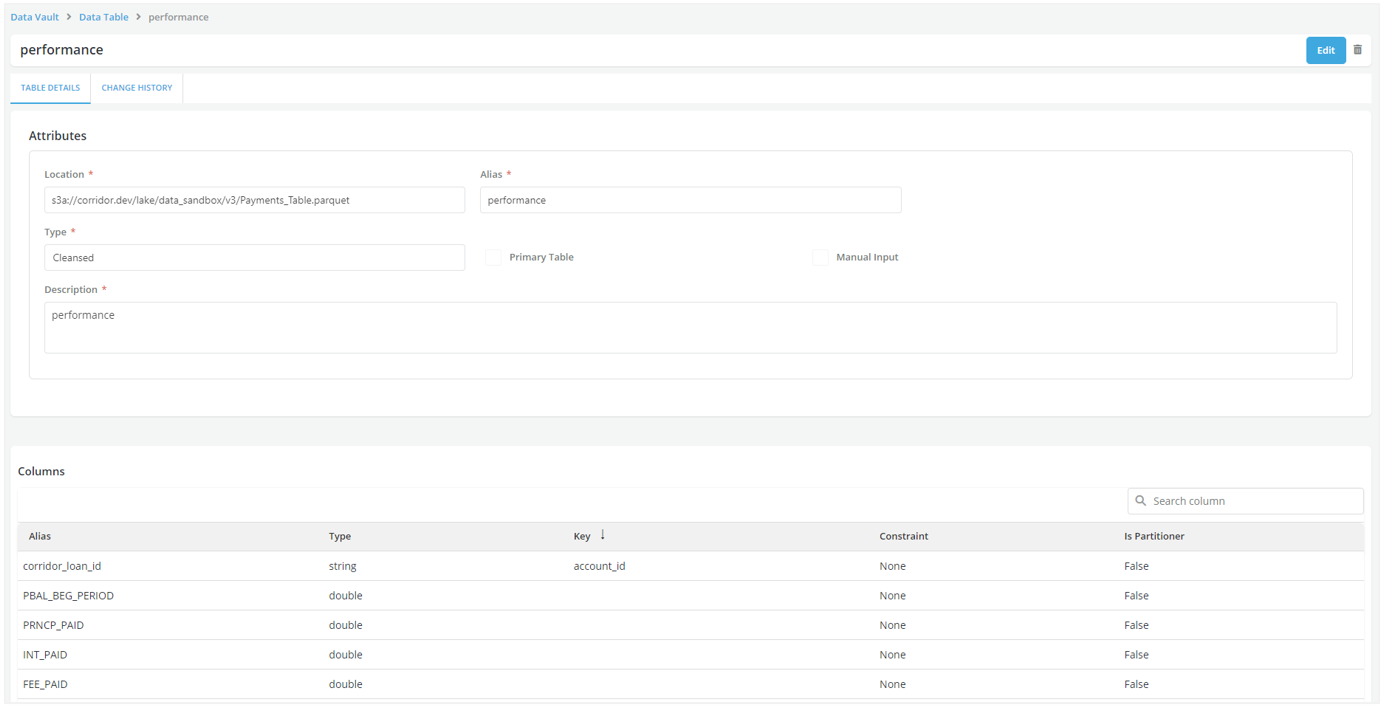 Data Vault > Data Table > performance
performance
Edit
TABLE DETAILS CHANGE HISTORY
Attributes
Location * Alias *
s3a://corridor.dev/lake/data_sandbox/v3/Payments_Table.parquet performance
Type *
Cleansed Primary Table Manual Input
Description *
performance
Columns
Search column
Alias Type Key ↓ Constraint Is Partitioner
corridor_loan_id string account_id None False
PBAL_BEG_PERIOD double None False
PRNCP_PAID double None False
INT_PAID double None False
FEE_PAID double None False